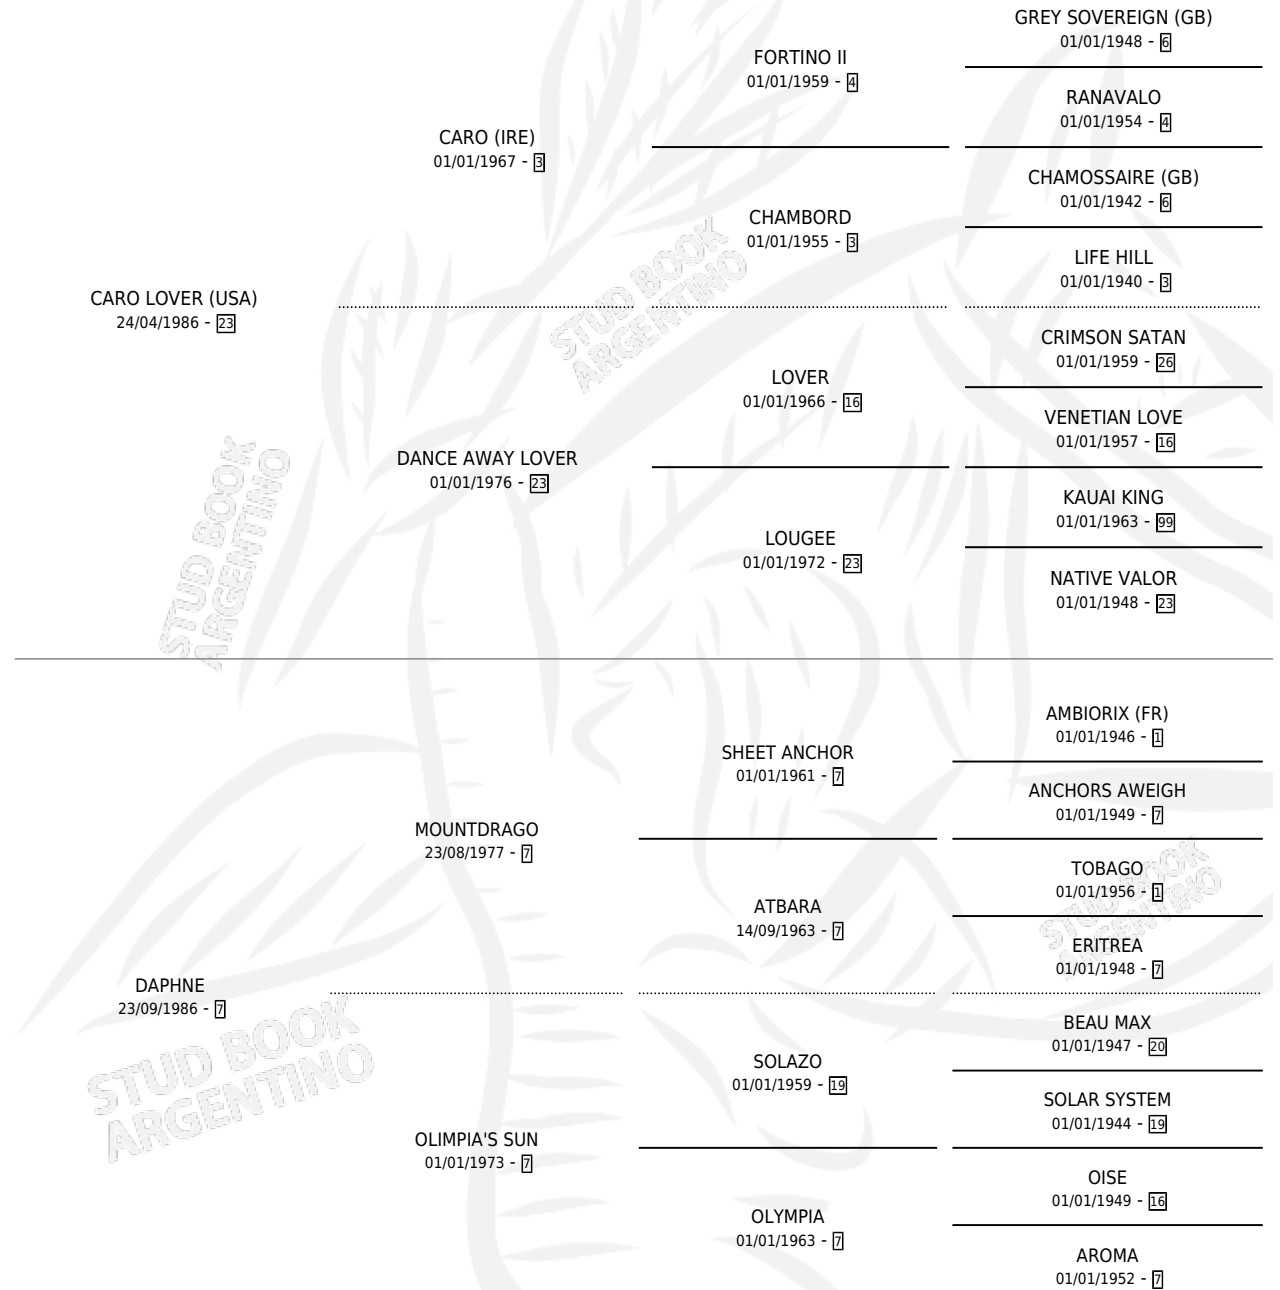 GREY SOVEREIGN (GB)
01/01/1948 - 6
FORTINO II
01/01/1959 - 4
RANAVALO
01/01/1954 - 4
CARO (IRE)
01/01/1967 - 3
CHAMOSSAIRE (GB)
01/01/1942 - 6
CHAMBORD
01/01/1955 - 3
LIFE HILL
01/01/1940 - 3
CARO LOVER (USA)
24/04/1986 - 23
CRIMSON SATAN
01/01/1959 - 26
LOVER
01/01/1966 - 16
VENETIAN LOVE
01/01/1957 - 16
DANCE AWAY LOVER
01/01/1976 - 23
KAUAI KING
01/01/1963 - 99
LOUGEE
01/01/1972 - 23
NATIVE VALOR
01/01/1948 - 23
STUD BOOK
ARGENTINO
STUD BOOK
ARGENTINO
AMBIORIX (FR)
01/01/1946 - 1
SHEET ANCHOR
01/01/1961 - 7
ANCHORS AWEIGH
01/01/1949 - 7
MOUNTDRAGO
23/08/1977 - 7
TOBAGO
01/01/1956 - 1
ATBARA
14/09/1963 - 7
ERITREA
01/01/1948 - 7
STUD BOOK
ARGENTINO
DAPHNE
23/09/1986 - 7
BEAU MAX
01/01/1947 - 20
SOLAZO
01/01/1959 - 19
SOLAR SYSTEM
01/01/1944 - 19
STUD BOOK
ARGENTINO
OLIMPIA'S SUN
01/01/1973 - 7
OISE
01/01/1949 - 16
OLYMPIA
01/01/1963 - 7
AROMA
01/01/1952 - 7